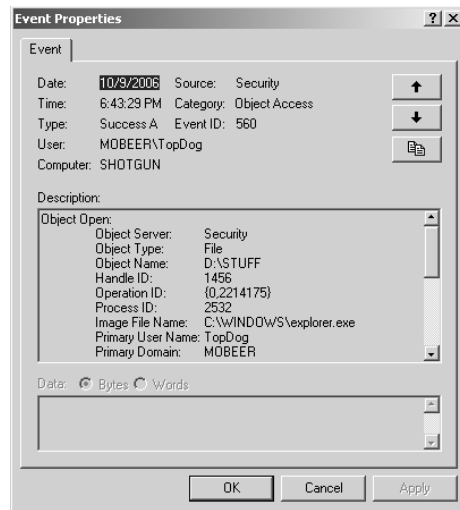 Event Properties
Event
Date: 10/9/2006 Source: Security
Time: 6:43:29 PM Category: Object Access
Type: Success A Event ID: 560
User: MOBEER\TopDog
Computer: SHOTGUN
Description:
Object Open:
Object Server: Security
Object Type: File
Object Name: D:\STUFF
Handle ID: 1456
Operation ID: {0,2214175}
Process ID: 2532
Image File Name: C:\WINDOWS\explorer.exe
Primary User Name: TopDog
Primary Domain: MOBEER
Data: Bytes Words
OK Cancel Apply